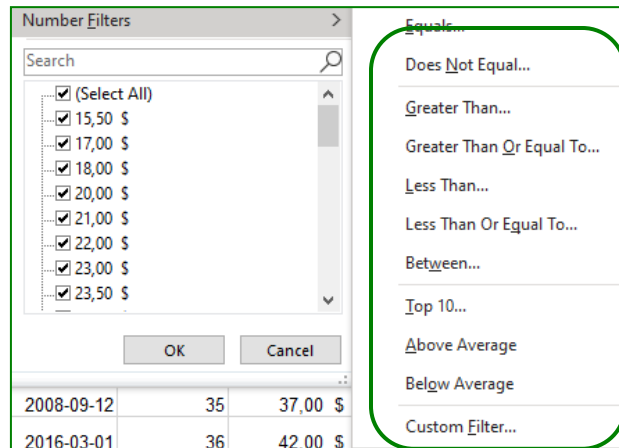 Number Filters >
Search
(Select All)
15,50 $
17,00 $
18,00 $
20,00 $
21,00 $
22,00 $
23,00 $
23,50 $
OK Cancel
2008-09-12 35 37,00 $
2016-03-01 36 42,00 $
Equals...
Does Not Equal...
Greater Than...
Greater Than Or Equal To...
Less Than...
Less Than Or Equal To...
Between...
Top 10...
Above Average
Below Average
Custom Filter...